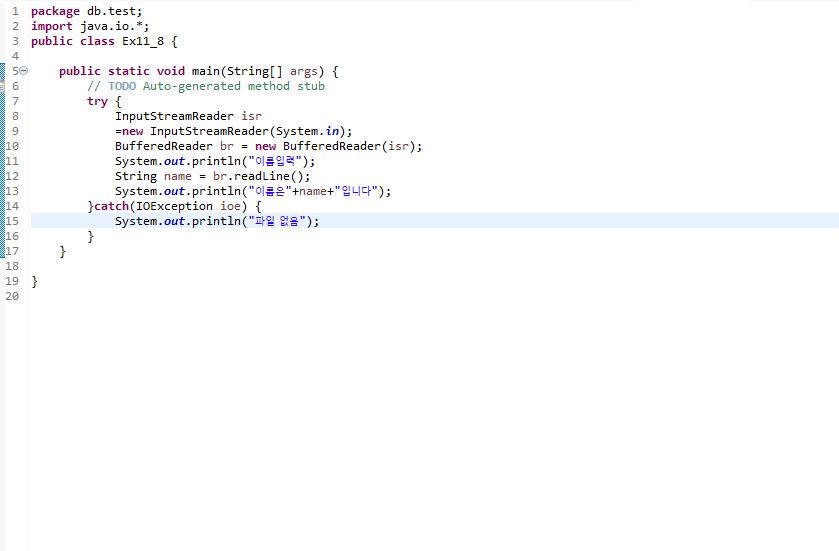 1 package db.test;
2 import java.io.*;
3 public class Ex11_8 {
4
5 public static void main(String[] args) {
6 // TODO Auto-generated method stub
7 try {
8 InputStreamReader isr
9 =new InputStreamReader(System.in);
10 BufferedReader br = new BufferedReader(isr);
11 System.out.println("이름입력");
12 String name = br.readLine();
13 System.out.println("이름은"+name+"입니다");
14 }catch(IOException ioe) {
15 System.out.println("파일 없음");
16 }
17 }
18
19 }
20